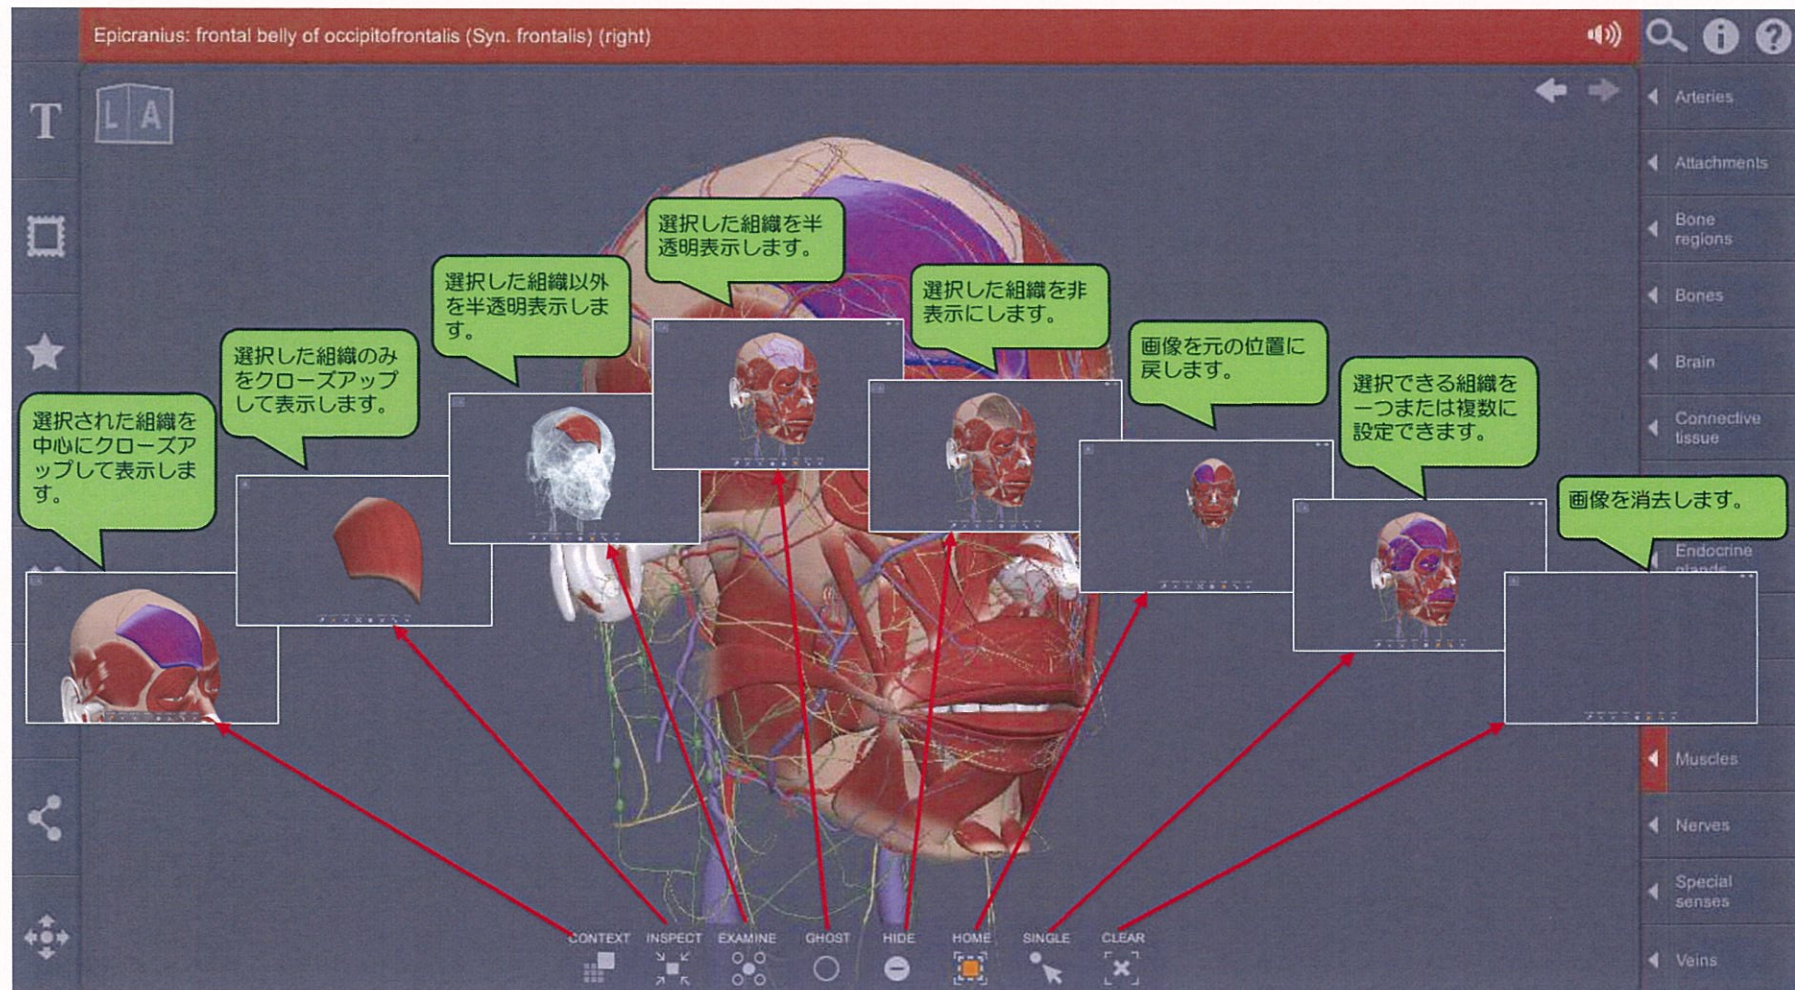 Epicranius: frontal belly of occipitofrontalis (Syn. frontalis) (right)
T
L A
選択された組織を
中心にクローズア
ップして表示しま
す。
選択した組織のみ
をクローズアップ
して表示します。
選択した組織以外
を半透明表示しま
す。
選択した組織を半
透明表示します。
選択した組織を非
表示にします。
画像を元の位置に
戻します。
選択できる組織を
一つまたは複数に
設定できます。
画像を消去します。
CONTEXT
INSPECT
EXAMINE
GHOST
HIDE
HOME
SINGLE
CLEAR
Arteries
Attachments
Bone
regions
Bones
Brain
Connective
tissue
Endocrine
glands
Muscles
Nerves
Special
senses
Veins